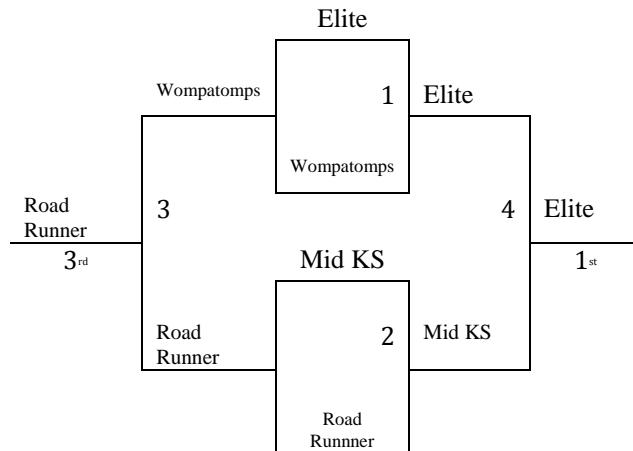 Elite
Wompatomps
1
Elite
Wompatomps
Road
Runner
3
4
Elite
3rd
Mid KS
1st
Road
Runner
2
Mid KS
Road
Runnner